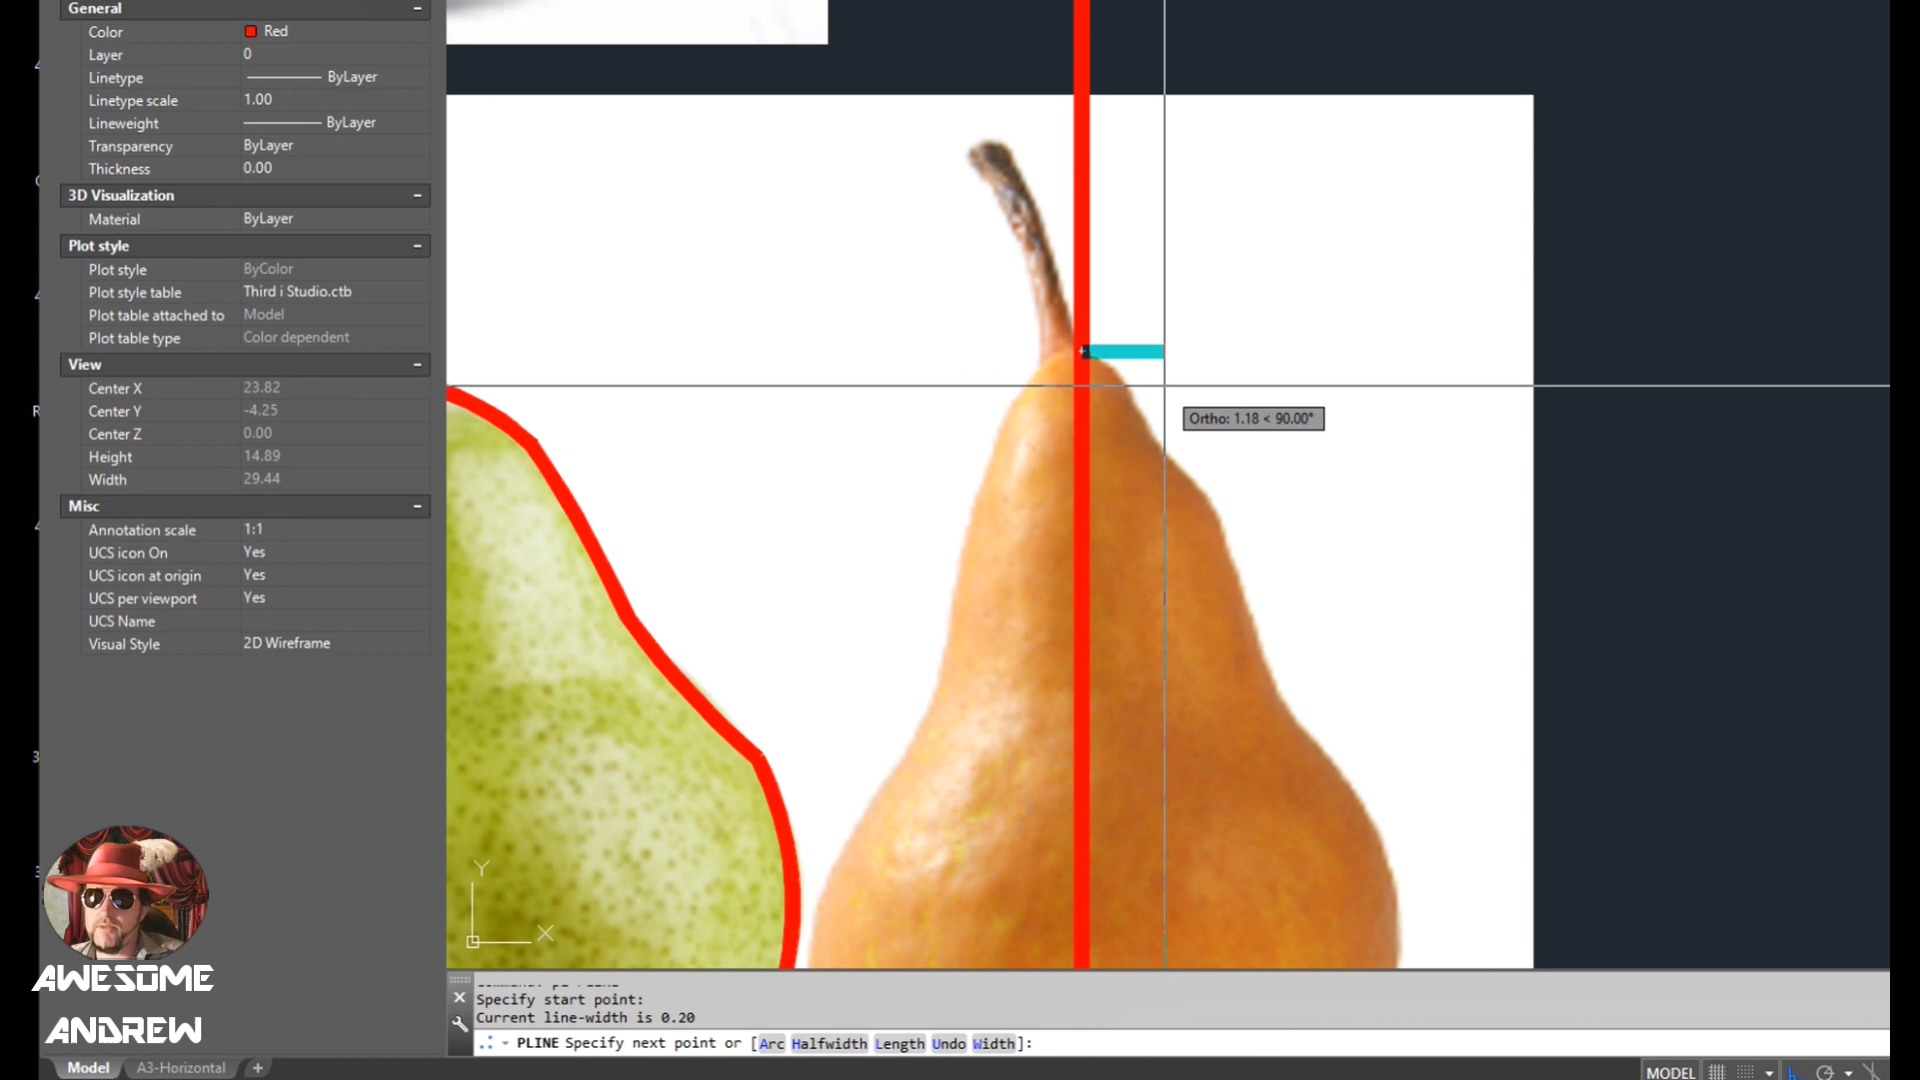 General −
Color Red
Layer 0
Linetype ByLayer
Linetype scale 1.00
Lineweight ByLayer
Transparency ByLayer
Thickness 0.00
3D Visualization −
Material ByLayer
Plot style −
Plot style ByColor
Plot style table Third i Studio.ctb
Plot table attached to Model
Plot table type Color dependent
View −
Center X 23.82
Center Y -4.25
Center Z 0.00
Height 14.89
Width 29.44
Misc −
Annotation scale 1:1
UCS icon On Yes
UCS icon at origin Yes
UCS per viewport Yes
UCS Name
Visual Style 2D Wireframe
Ortho: 1.18 < 90.00°
Y
X
AWESOME
ANDREW
Specify start point:
Current line-width is 0.20
PLINE Specify next point or [Arc Halfwidth Length Undo Width]:
Model A3-Horizontal +
MODEL